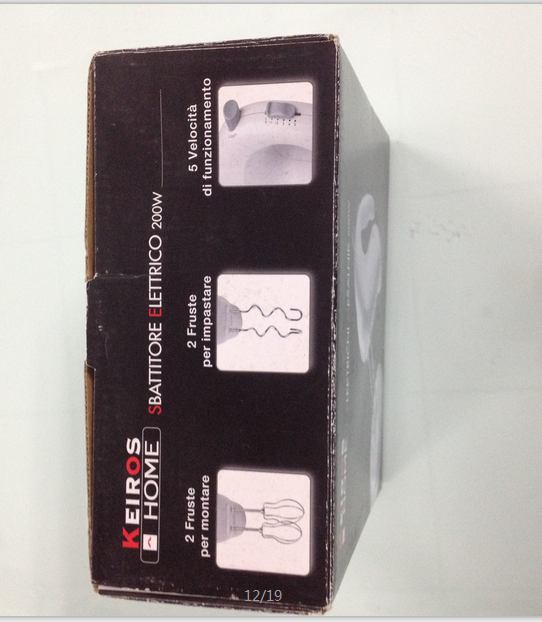 KEIROS
HOME
SBATTITORE ELETTRICO 200W
2 Fruste
per montare
2 Fruste
per impastare
5 Velocità
di funzionamento
12/19